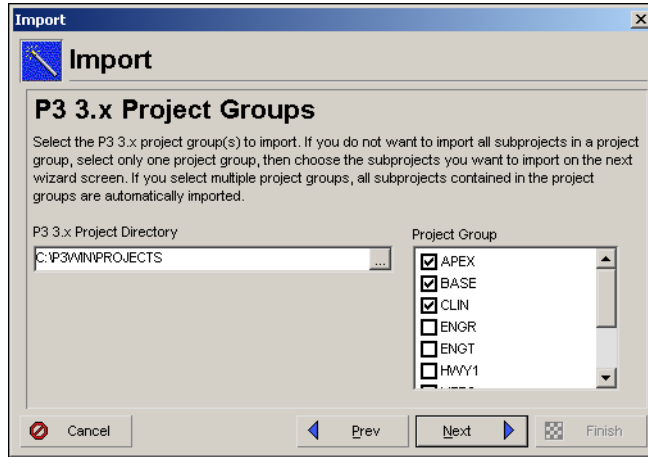 Import
Import
P3 3.x Project Groups
Select the P3 3.x project group(s) to import. If you do not want to import all subprojects in a project
group, select only one project group, then choose the subprojects you want to import on the next
wizard screen. If you select multiple project groups, all subprojects contained in the project
groups are automatically imported.
P3 3.x Project Directory
Project Group
C:\P3WIN\PROJECTS
...
APEX
BASE
CLIN
ENGR
ENGT
HWY1
Cancel
Prev
Next
Finish